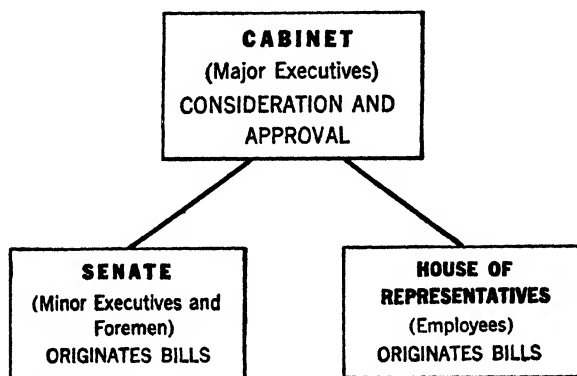 CABINET
(Major Executives)
CONSIDERATION AND
APPROVAL
SENATE
(Minor Executives and
Foremen)
ORIGINATES BILLS
HOUSE OF
REPRESENTATIVES
(Employees)
ORIGINATES BILLS